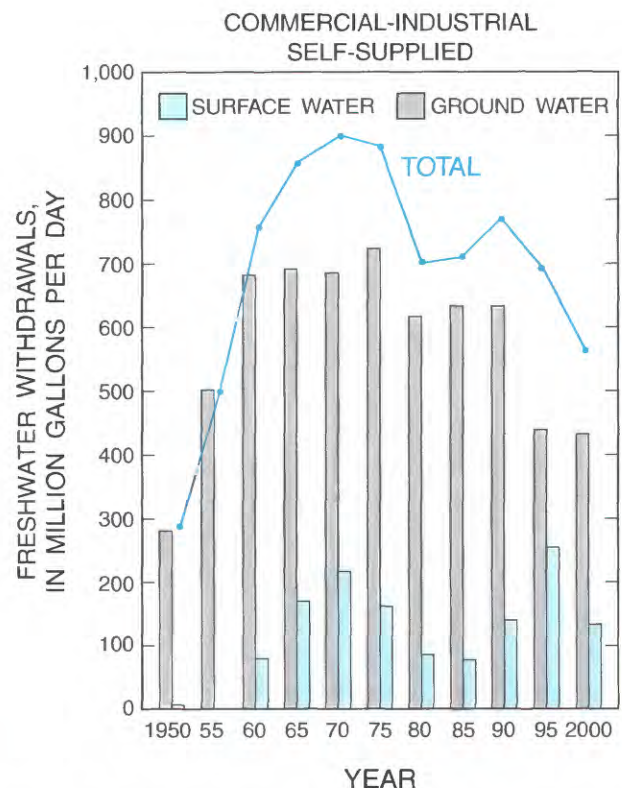 COMMERCIAL-INDUSTRIAL
SELF-SUPPLIED
SURFACE WATER
GROUND WATER
TOTAL
FRESHWATER WITHDRAWALS,
IN MILLION GALLONS PER DAY
1,000
900
800
700
600
500
400
300
200
100
0
1950 55 60 65 70 75 80 85 90 95 2000
YEAR